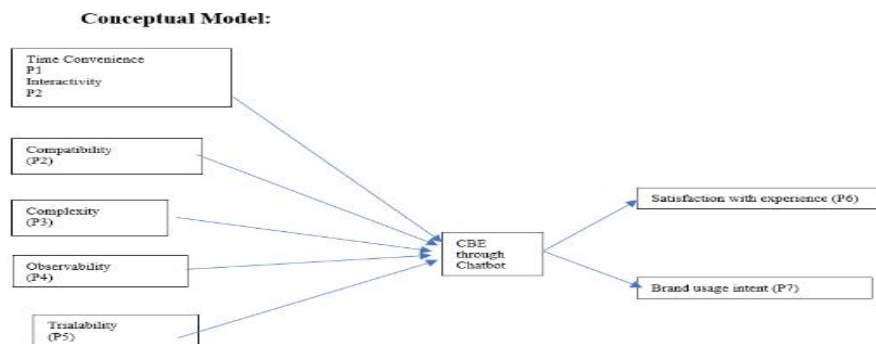 Conceptual Model:
Time Convenience
P1
Interactivity
P2
Compatibility
(P2)
Complexity
(P3)
Observability
(P4)
Trialability
(P5)
CBE
through
Chatbot
Satisfaction with experience (P6)
Brand usage intent (P7)